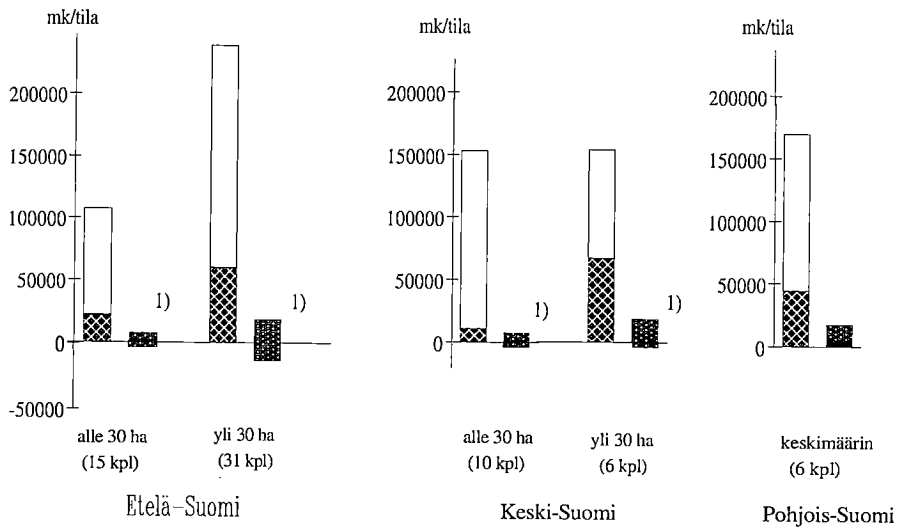 mk/tila
200000
150000
100000
50000
0
-50000
1)
1)
alle 30 ha
(15 kpl)
yli 30 ha
(31 kpl)
Etelä-Suomi
mk/tila
200000
150000
100000
50000
0
1)
1)
alle 30 ha
(10 kpl)
yli 30 ha
(6 kpl)
Keski-Suomi
mk/tila
200000
150000
100000
50000
0
keskimäärin
(6 kpl)
Pohjois-Suomi